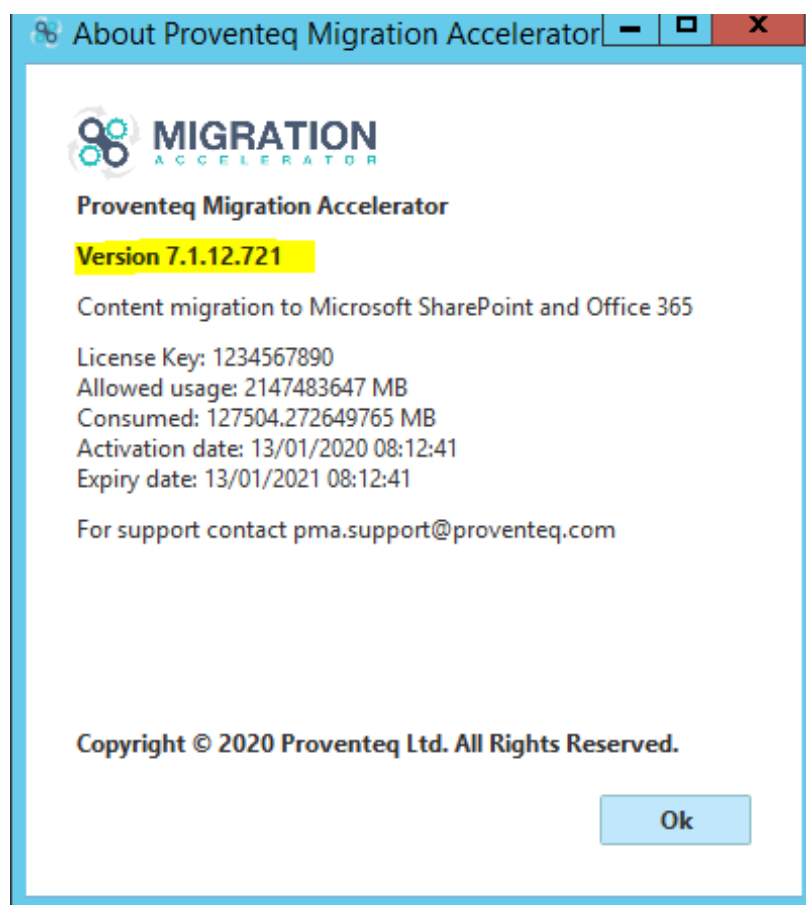 About Proventeq Migration Accelerator
MIGRATION
ACCELERATOR
Proventeq Migration Accelerator
Version 7.1.12.721
Content migration to Microsoft SharePoint and Office 365
License Key: 1234567890
Allowed usage: 2147483647 MB
Consumed: 127504.272649765 MB
Activation date: 13/01/2020 08:12:41
Expiry date: 13/01/2021 08:12:41
For support contact pma.support@proventeq.com
Copyright © 2020 Proventeq Ltd. All Rights Reserved.
Ok